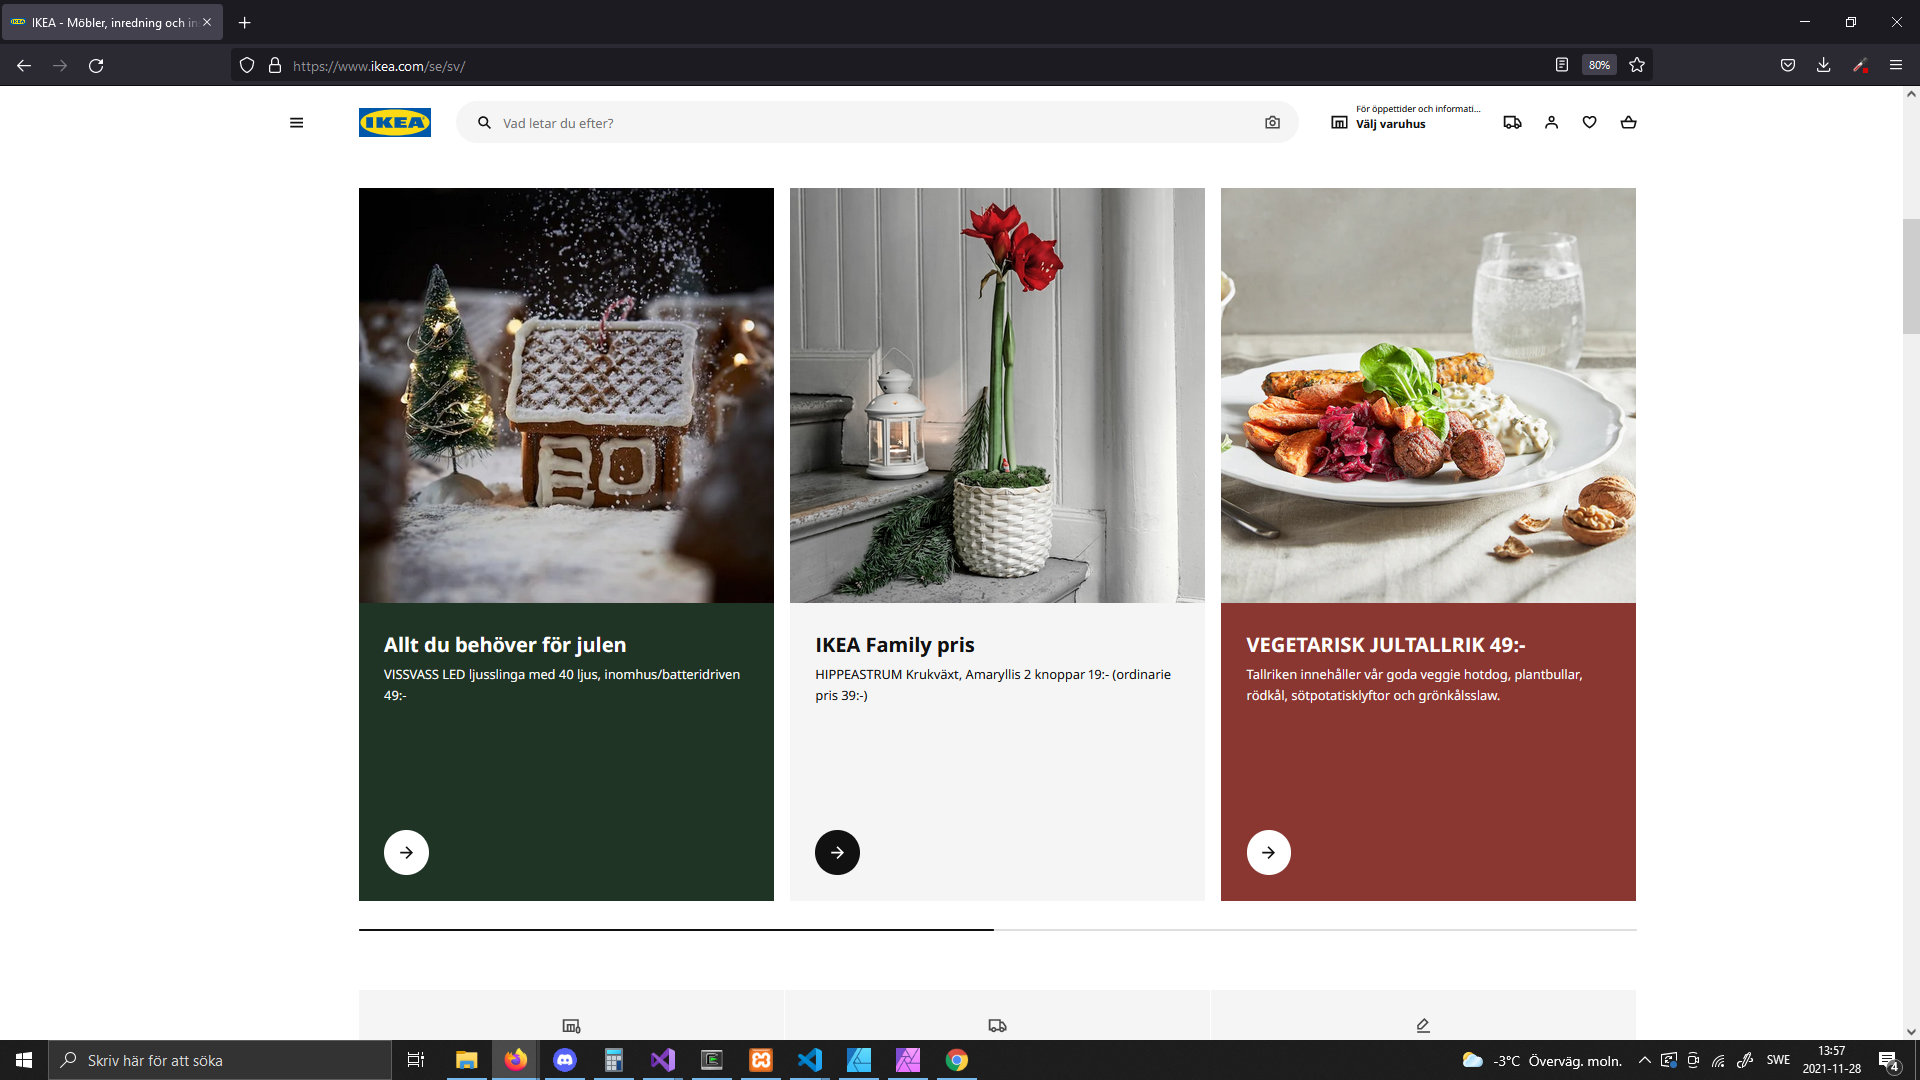 IKEA - Möbler, inredning och in
https://www.ikea.com/se/sv/
80%
IKEA
Vad letar du efter?
För öppettider och informati...
Välj varuhus
Allt du behöver för julen
VISSVASS LED ljusslinga med 40 ljus, inomhus/batteridriven
49:-
IKEA Family pris
HIPPEASTRUM Krukväxt, Amaryllis 2 knoppar 19:- (ordinarie
pris 39:-)
VEGETARISK JULTALLRIK 49:-
Tallriken innehåller vår goda veggie hotdog, plantbullar,
rödkål, sötpotatisklyftor och grönkålsslaw.
Skriv här för att söka
-3°C Överväg. moln.
SWE
13:57
2021-11-28
4